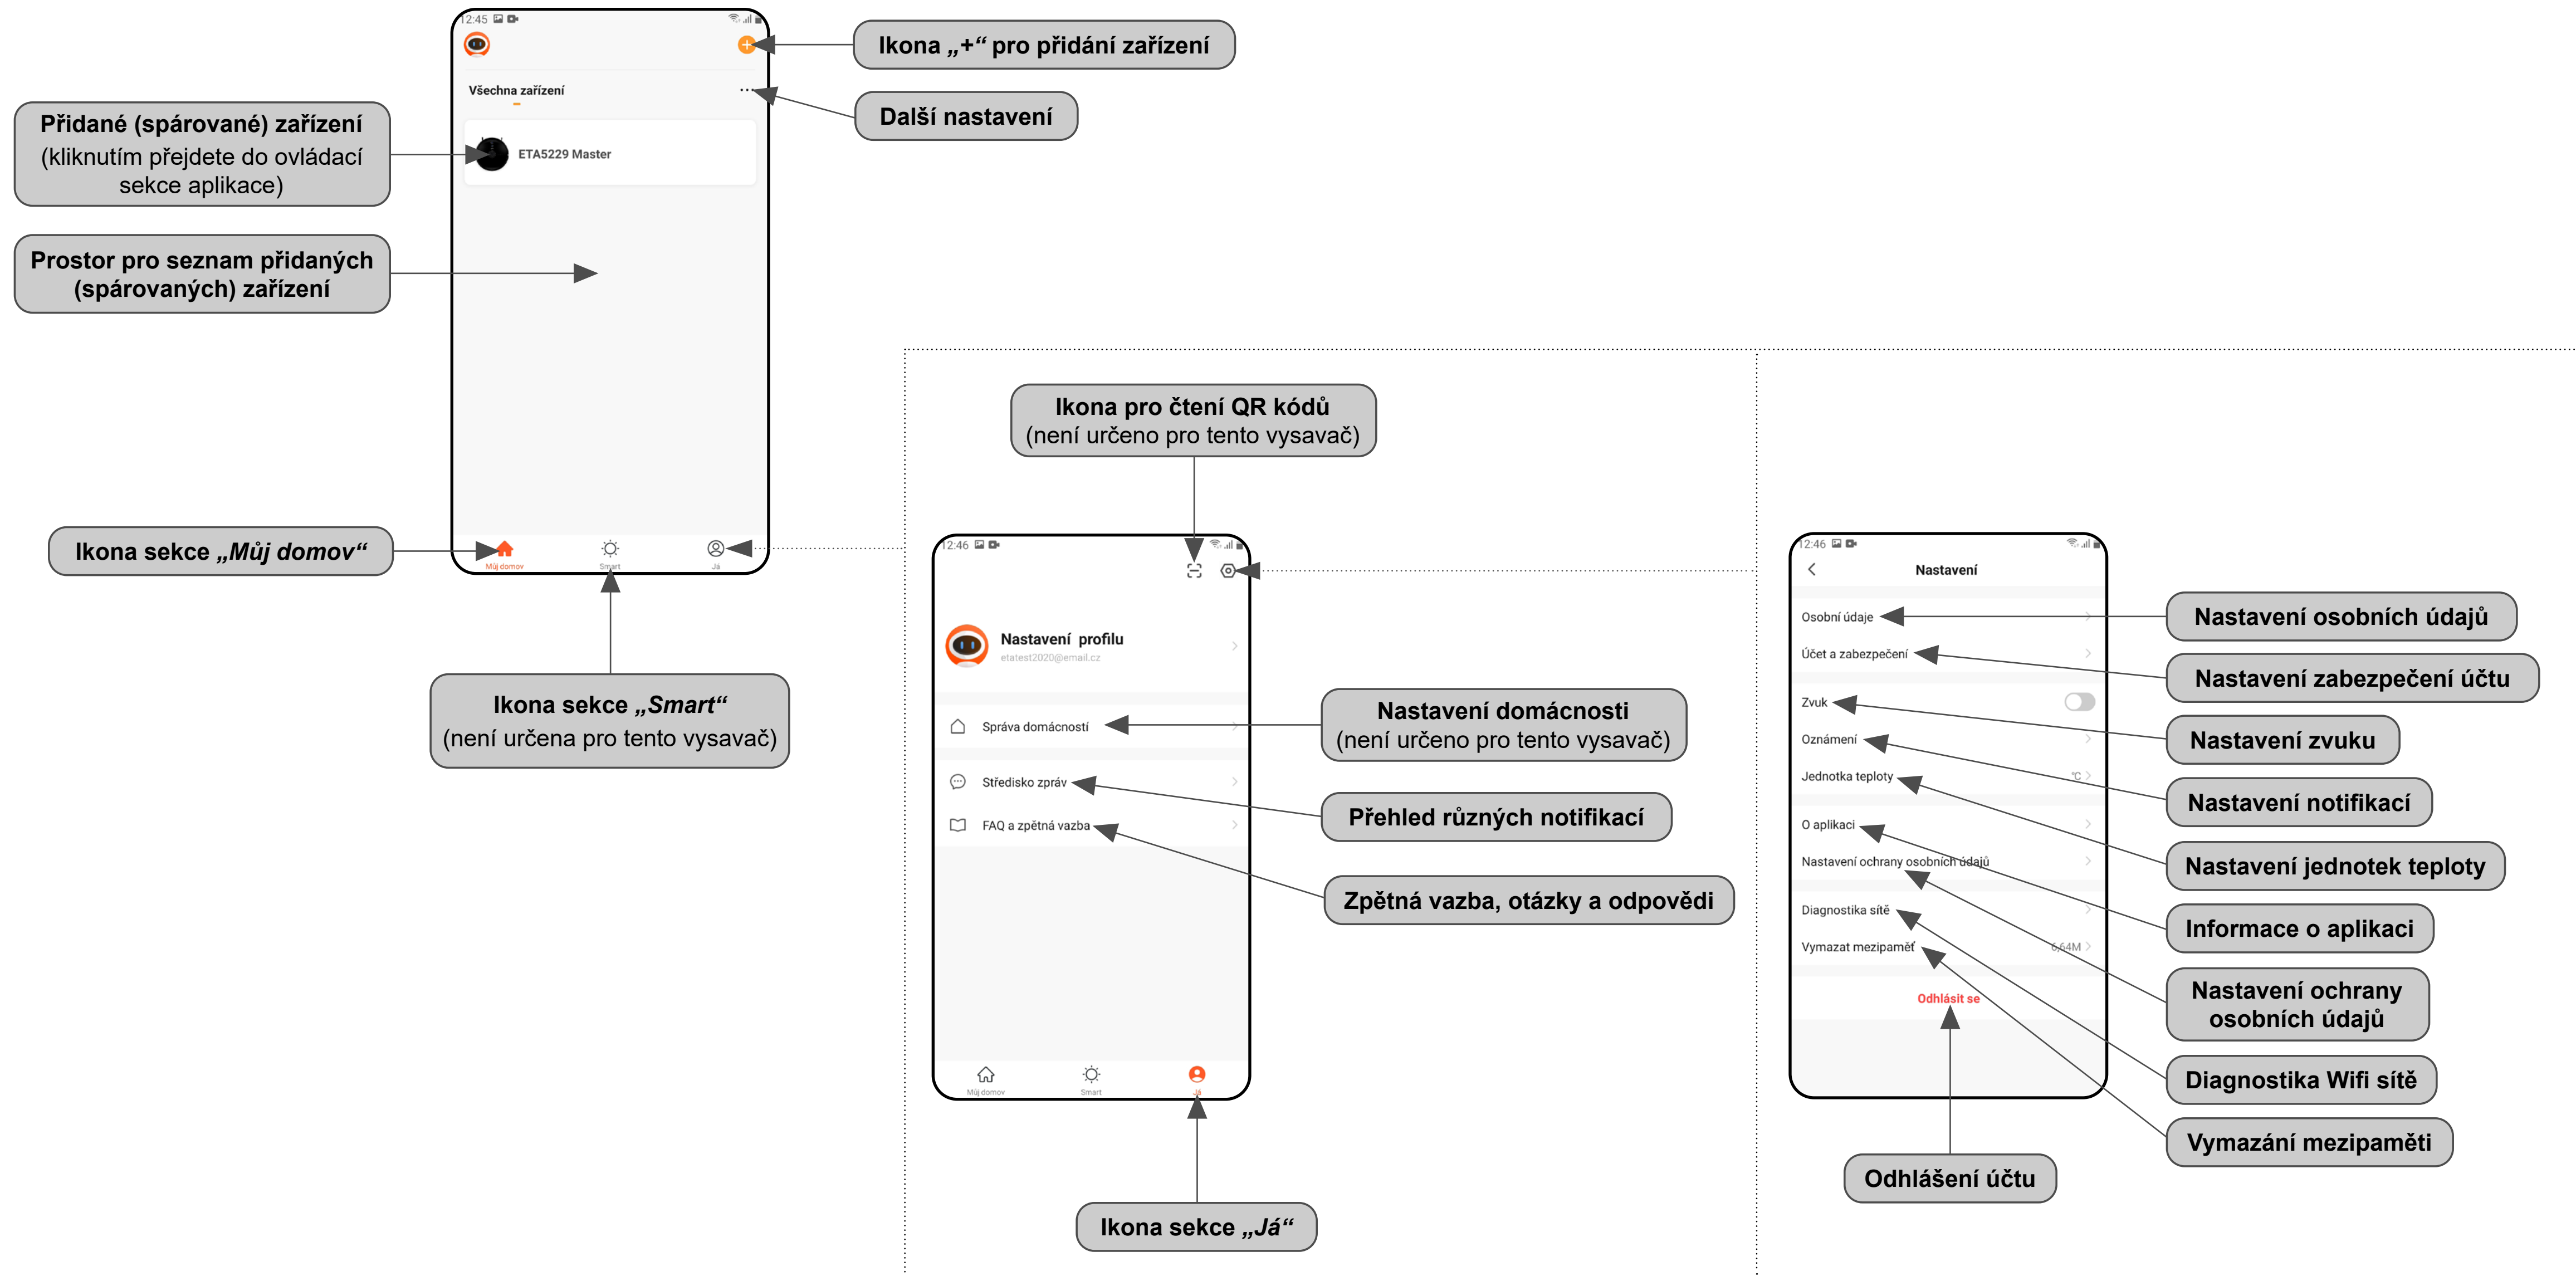 12:45
Ikona „+“ pro přidání zařízení
Všechna zařízení
Další nastavení
Přidané (spárované) zařízení
(kliknutím přejdete do ovládací
sekce aplikace)
ETA5229 Master
Prostor pro seznam přidaných
(spárovaných) zařízení
Ikona sekce „Můj domov“
Můj domov
Smart
Já
Ikona sekce „Smart“
(není určena pro tento vysavač)
Ikona pro čtení QR kódů
(není určeno pro tento vysavač)
12:46
Nastavení profilu
etatest2020@email.cz
Správa domácností
Nastavení domácnosti
(není určeno pro tento vysavač)
Středisko zpráv
Přehled různých notifikací
FAQ a zpětná vazba
Zpětná vazba, otázky a odpovědi
Můj domov
Smart
Já
Ikona sekce „Já“
12:46
Nastavení
Osobní údaje
Nastavení osobních údajů
Účet a zabezpečení
Nastavení zabezpečení účtu
Zvuk
Nastavení zvuku
Oznámení
Nastavení notifikací
Jednotka teploty
°C
Nastavení jednotek teploty
O aplikaci
Informace o aplikaci
Nastavení ochrany osobních údajů
Nastavení ochrany
osobních údajů
Diagnostika sítě
Diagnostika Wifi sítě
Vymazat mezipaměť
6,64M
Vymazání mezipaměti
Odhlásit se
Odhlášení účtu